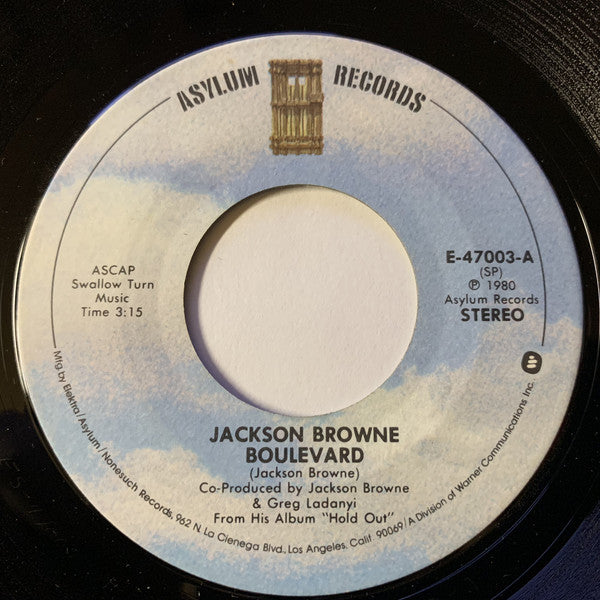 ASYLUM RECORDS
ASCAP
Swallow Turn
Music
Time 3:15
E-47003-A
(SP)
℗ 1980
Asylum Records
STEREO
JACKSON BROWNE
BOULEVARD
(Jackson Browne)
Co-Produced by Jackson Browne
& Greg Ladanyi
From His Album "Hold Out"
Mfg by Elektra/Asylum/Nonesuch Records, 962 N. La Cienega Blvd., Los Angeles, Calif. 90069/A Division of Warner Communications Inc.